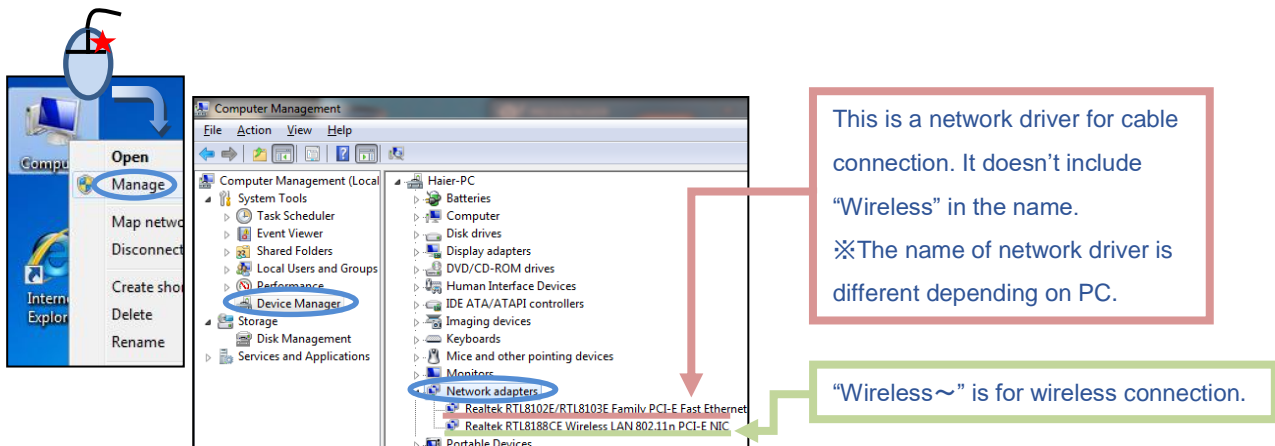 Compu
Open
Manage
Map netwo
Disconnect
Create sho
Delete
Rename
Intern
Explor
Computer Management
File Action View Help
Computer Management (Local
System Tools
Task Scheduler
Event Viewer
Shared Folders
Local Users and Groups
Performance
Device Manager
Storage
Disk Management
Services and Applications
Haier-PC
Batteries
Computer
Disk drives
Display adapters
DVD/CD-ROM drives
Human Interface Devices
IDE ATA/ATAPI controllers
Imaging devices
Keyboards
Mice and other pointing devices
Monitors
Network adapters
Realtek RTL8102E/RTL8103E Family PCI-E Fast Ethernet
Realtek RTL8188CE Wireless LAN 802.11n PCI-E NIC
Portable Devices
This is a network driver for cable
connection. It doesn’t include
“Wireless” in the name.
※The name of network driver is
different depending on PC.
“Wireless～” is for wireless connection.